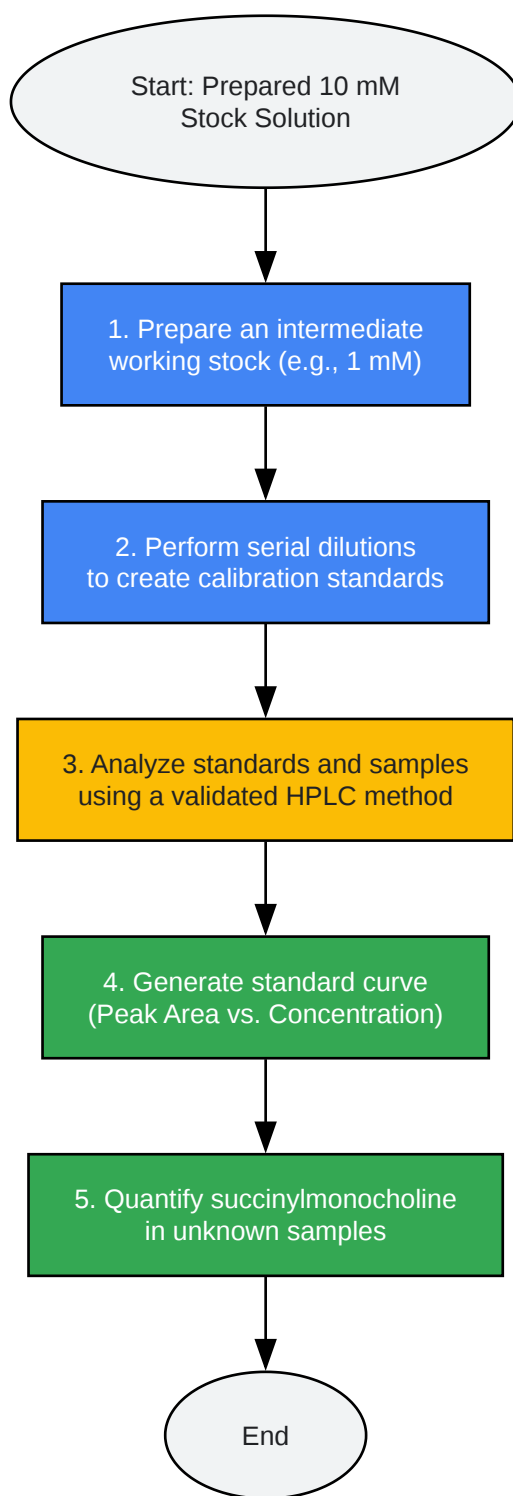 Start: Prepared 10 mM
Stock Solution
1. Prepare an intermediate
working stock (e.g., 1 mM)
2. Perform serial dilutions
to create calibration standards
3. Analyze standards and samples
using a validated HPLC method
4. Generate standard curve
(Peak Area vs. Concentration)
5. Quantify succinylmonocholine
in unknown samples
End